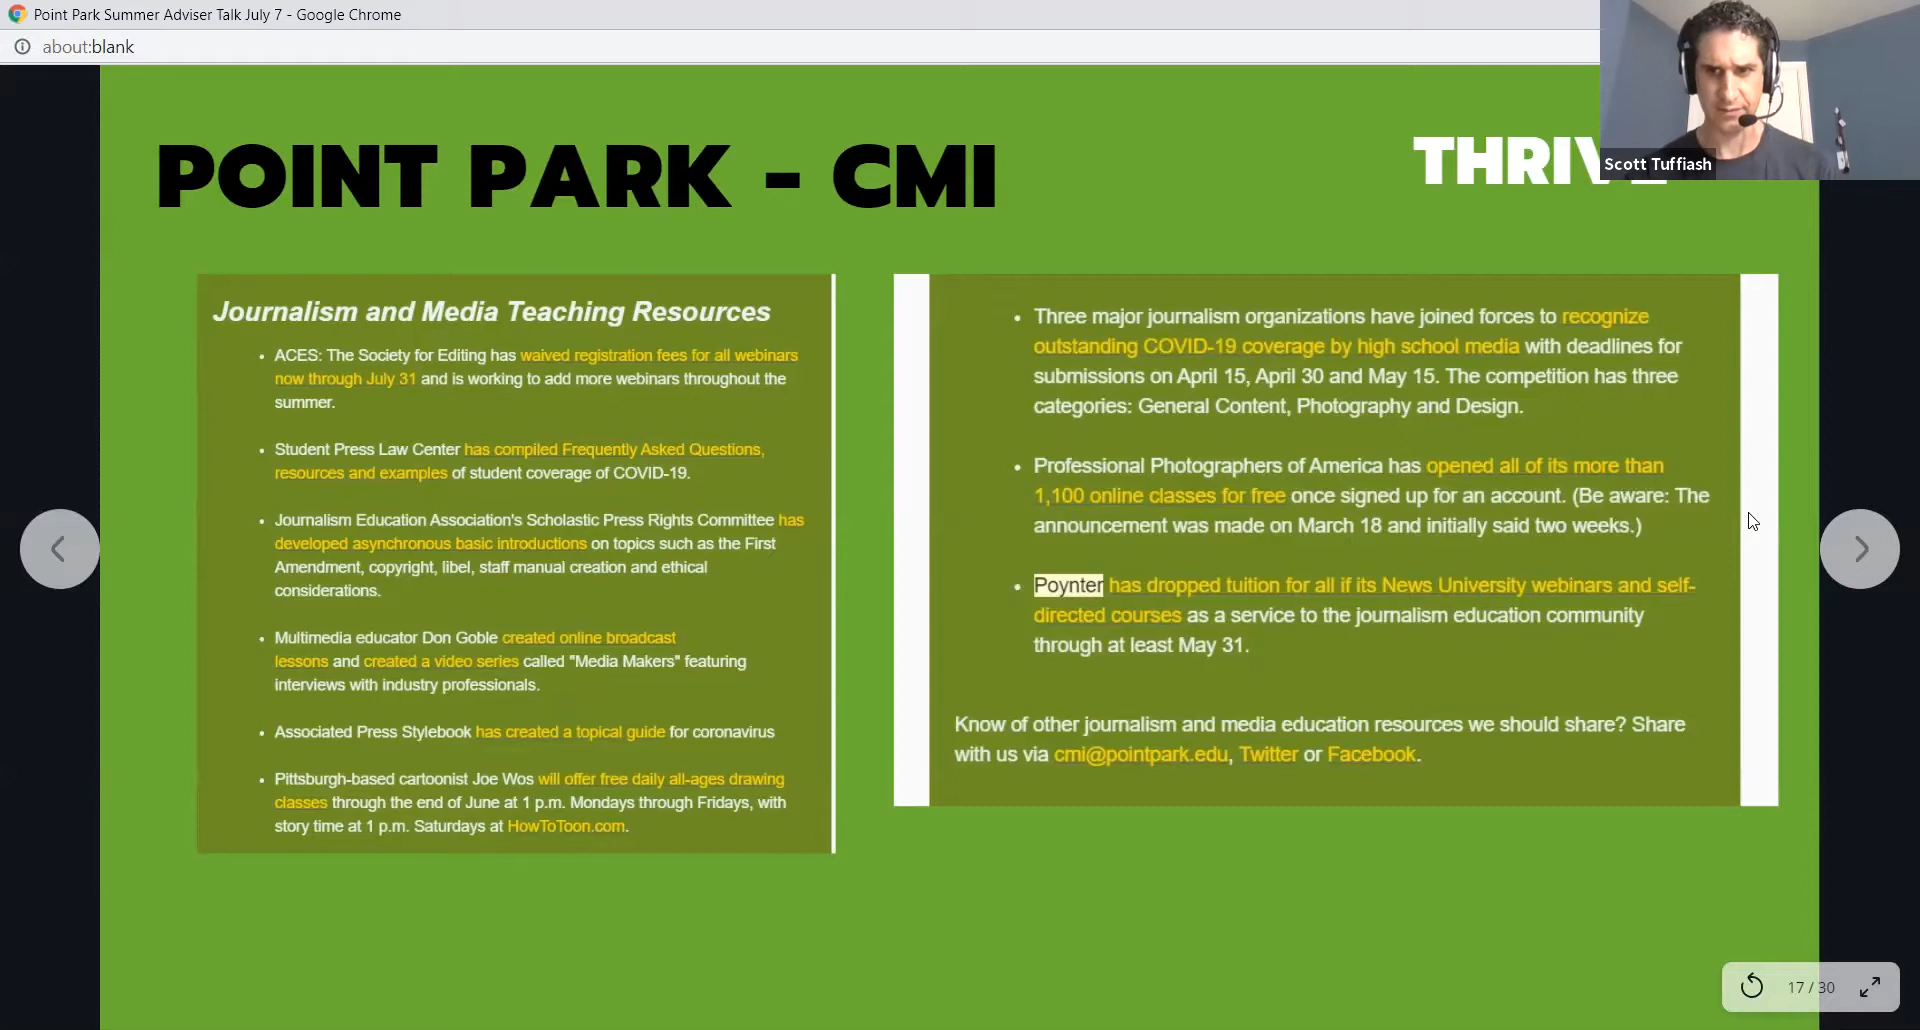 Point Park Summer Adviser Talk July 7 - Google Chrome
about:blank
POINT PARK - CMI
THRIVE
Scott Tuffiash
Journalism and Media Teaching Resources
• ACES: The Society for Editing has waived registration fees for all webinars
now through July 31 and is working to add more webinars throughout the
summer.
• Student Press Law Center has compiled Frequently Asked Questions,
resources and examples of student coverage of COVID-19.
• Journalism Education Association's Scholastic Press Rights Committee has
developed asynchronous basic introductions on topics such as the First
Amendment, copyright, libel, staff manual creation and ethical
considerations.
• Multimedia educator Don Goble created online broadcast
lessons and created a video series called "Media Makers" featuring
interviews with industry professionals.
• Associated Press Stylebook has created a topical guide for coronavirus
• Pittsburgh-based cartoonist Joe Wos will offer free daily all-ages drawing
classes through the end of June at 1 p.m. Mondays through Fridays, with
story time at 1 p.m. Saturdays at HowToToon.com.
• Three major journalism organizations have joined forces to recognize
outstanding COVID-19 coverage by high school media with deadlines for
submissions on April 15, April 30 and May 15. The competition has three
categories: General Content, Photography and Design.
• Professional Photographers of America has opened all of its more than
1,100 online classes for free once signed up for an account. (Be aware: The
announcement was made on March 18 and initially said two weeks.)
• Poynter has dropped tuition for all if its News University webinars and self-
directed courses as a service to the journalism education community
through at least May 31.
Know of other journalism and media education resources we should share? Share
with us via cmi@pointpark.edu, Twitter or Facebook.
17 / 30